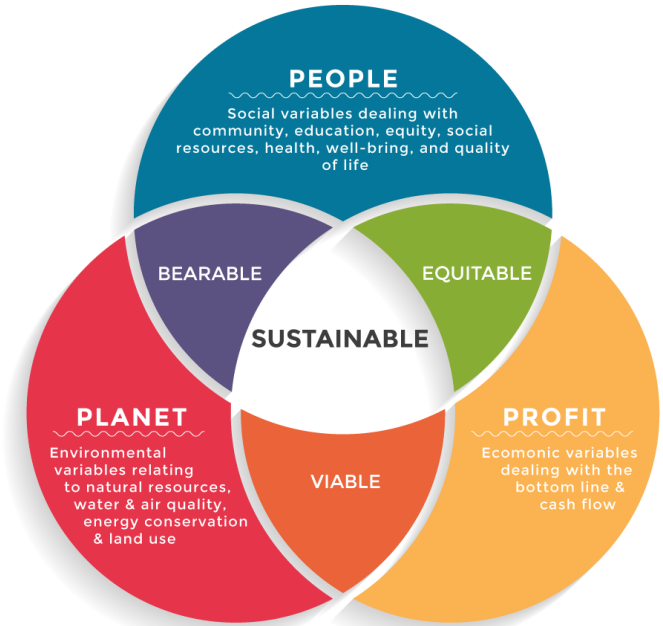 PEOPLE
Social variables dealing with
community, education, equity, social
resources, health, well-bring, and quality
of life
BEARABLE
EQUITABLE
SUSTAINABLE
PLANET
Environmental
variables relating
to natural resources,
water & air quality,
energy conservation
& land use
PROFIT
Ecomonic variables
dealing with the
bottom line &
cash flow
VIABLE